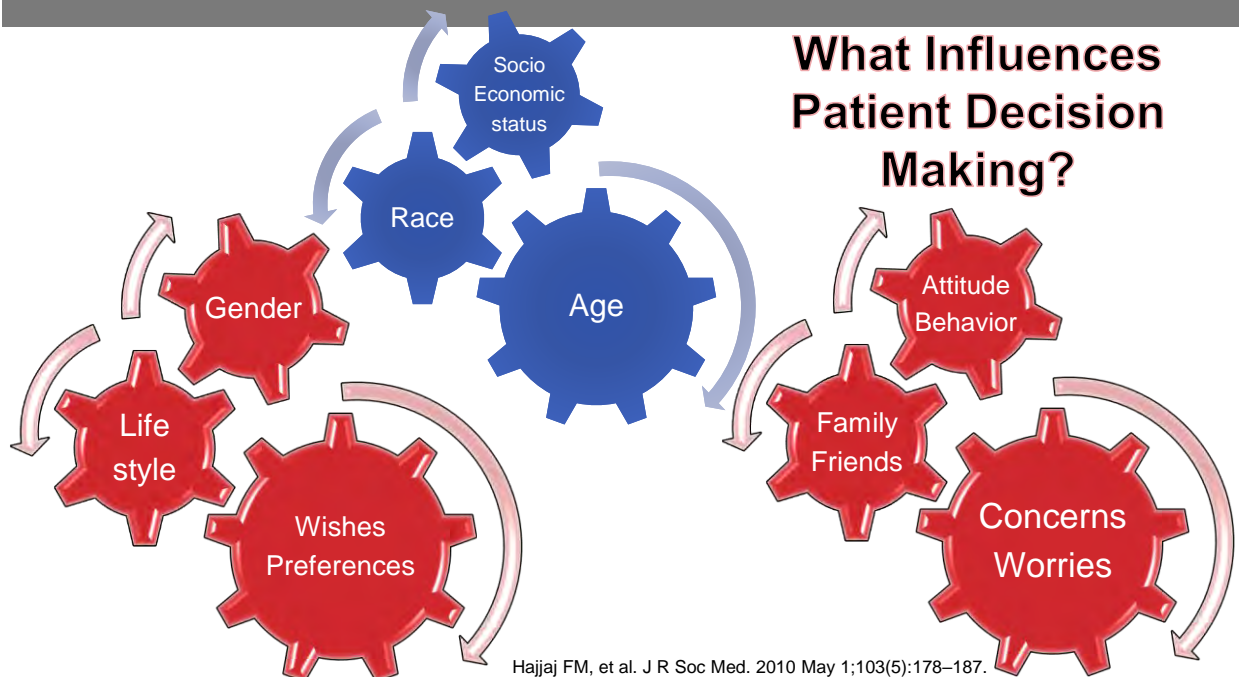 What Influences
Patient Decision
Making?
Socio
Economic
status
Race
Age
Gender
Life
style
Wishes
Preferences
Attitude
Behavior
Family
Friends
Concerns
Worries
Hajjaj FM, et al. J R Soc Med. 2010 May 1;103(5):178–187.